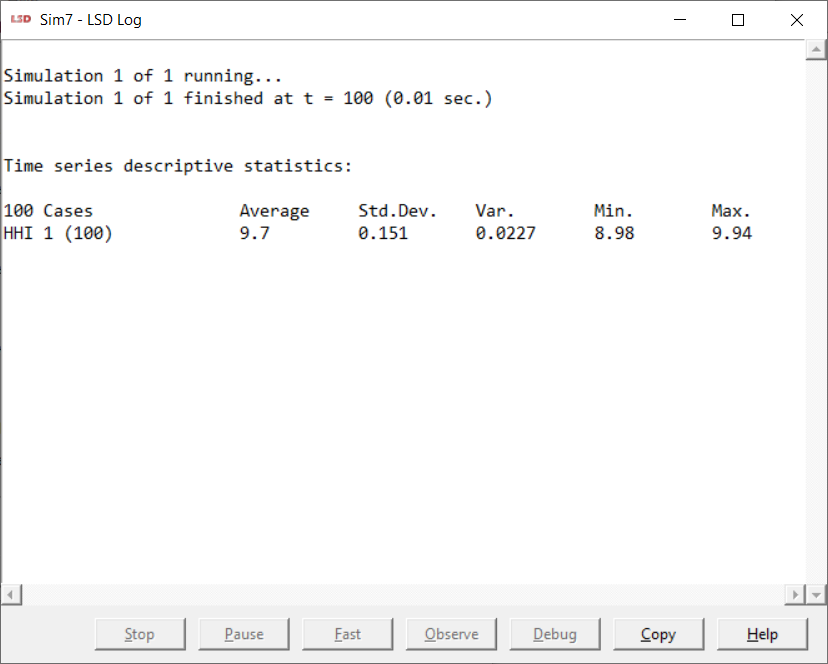 LSD Sim7 - LSD Log
Simulation 1 of 1 running...
Simulation 1 of 1 finished at t = 100 (0.01 sec.)
Time series descriptive statistics:
100 Cases Average Std.Dev. Var. Min. Max.
HHI 1 (100) 9.7 0.151 0.0227 8.98 9.94
Stop Pause Fast Observe Debug Copy Help